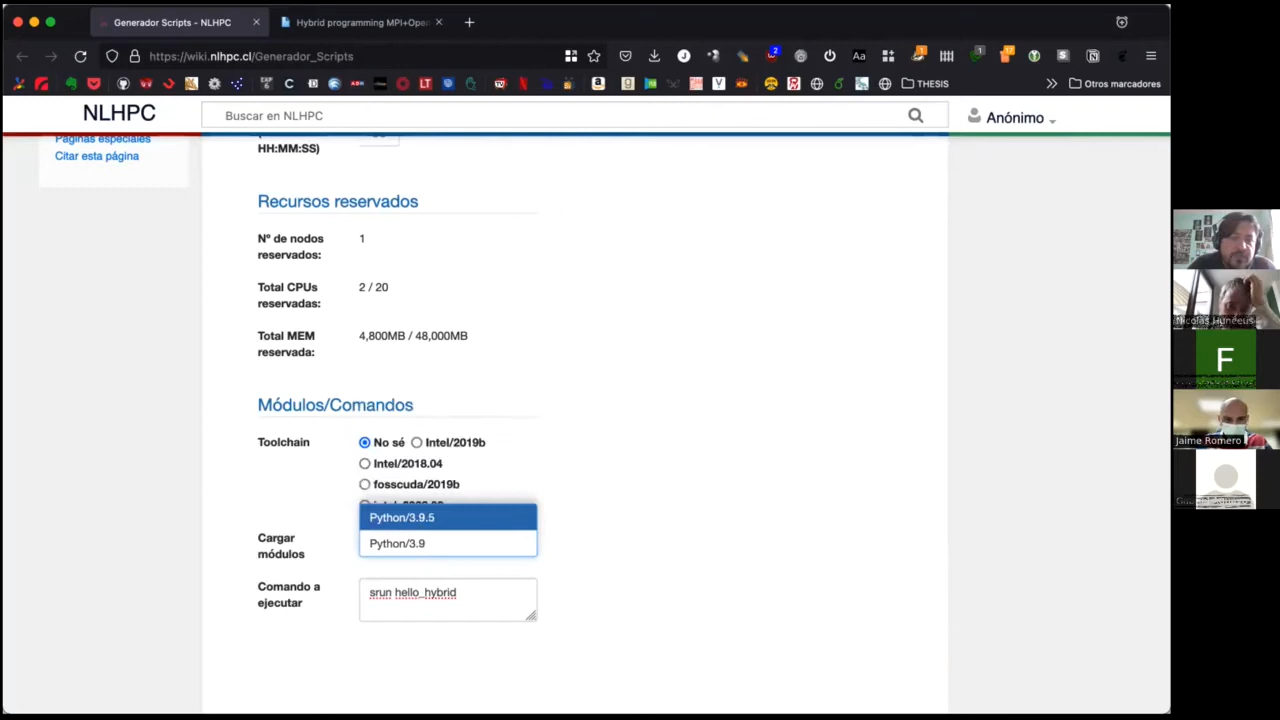 Generador Scripts - NLHPC
Hybrid programming MPI+Ope
https://wiki.nlhpc.cl/Generador_Scripts
THESIS
Otros marcadores
NLHPC
Buscar en NLHPC
Anónimo
Páginas especiales
Citar esta página
HH:MM:SS)
Recursos reservados
Nº de nodos reservados:
1
Total CPUs reservadas:
2 / 20
Total MEM reservada:
4,800MB / 48,000MB
Módulos/Comandos
Toolchain
No sé
Intel/2019b
Intel/2018.04
fosscuda/2019b
Python/3.9.5
Python/3.9
Cargar módulos
Comando a ejecutar
srun hello_hybrid
Nicolas Huneeus
F
Jaime Romero